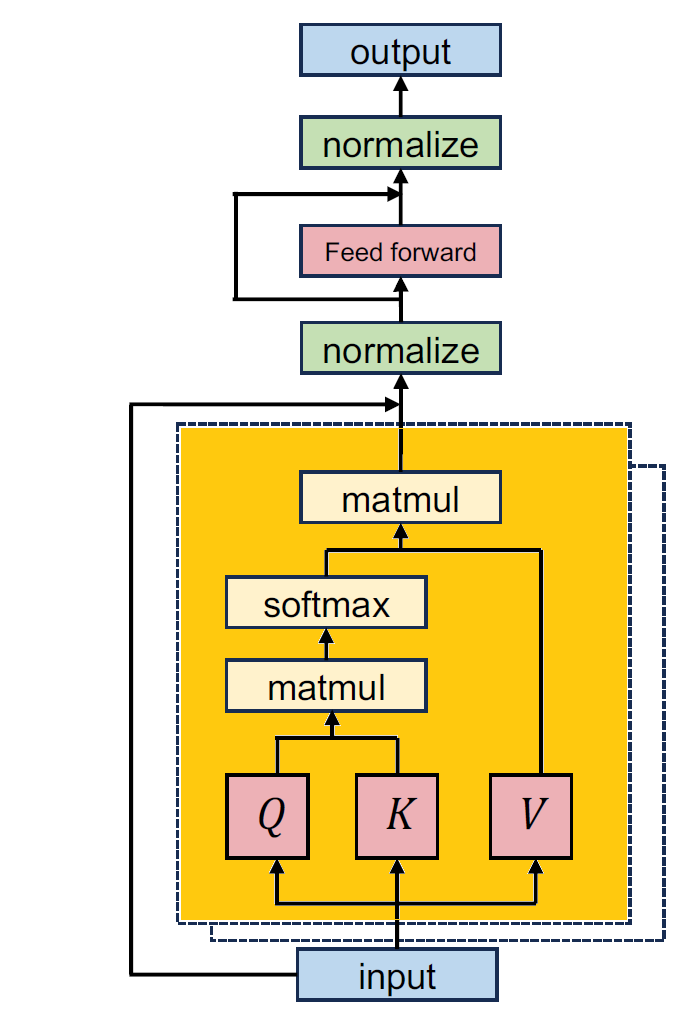 output
normalize
Feed forward
normalize
matmul
softmax
matmul
Q K V
input